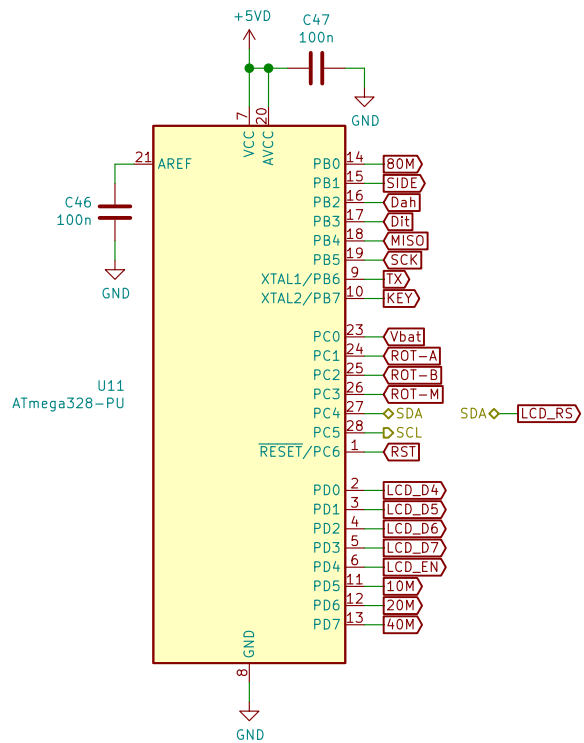 +5VD
C47
100n
GND
7
20
VCC
AVCC
21
AREF
C46
100n
GND
U11
ATmega328-PU
PB0 14 80M
PB1 15 SIDE
PB2 16 Dah
PB3 17 Dit
PB4 18 MISO
PB5 19 SCK
XTAL1/PB6 9 TX
XTAL2/PB7 10 KEY
PC0 23 Vbat
PC1 24 ROT-A
PC2 25 ROT-B
PC3 26 ROT-M
PC4 27 SDA
SDA LCD_RS
PC5 28 SCL
RESET/PC6 1 RST
PD0 2 LCD_D4
PD1 3 LCD_D5
PD2 4 LCD_D6
PD3 5 LCD_D7
PD4 6 LCD_EN
PD5 11 10M
PD6 12 20M
PD7 13 40M
GND
8
GND